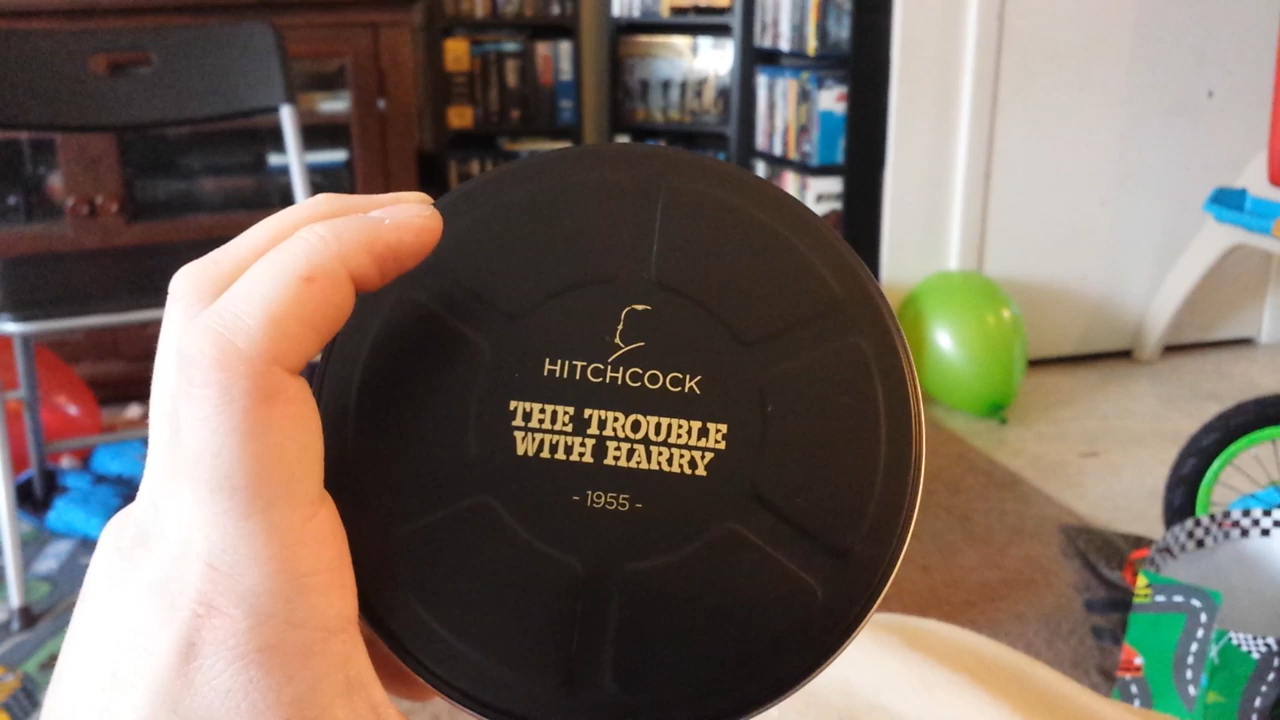 HITCHCOCK
THE TROUBLE
WITH HARRY
- 1955 -